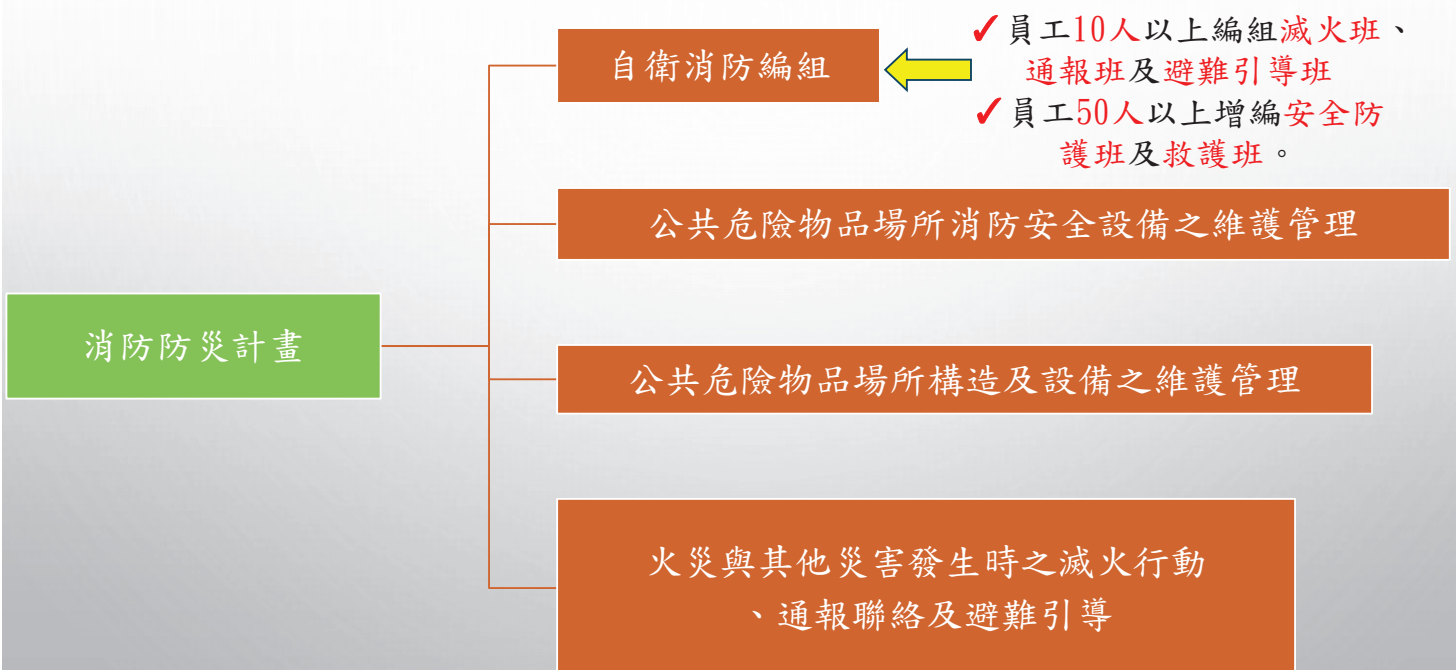 自衛消防編組
✓員工10人以上編組滅火班、
通報班及避難引導班
✓員工50人以上增編安全防
護班及救護班。
公共危險物品場所消防安全設備之維護管理
消防防災計畫
公共危險物品場所構造及設備之維護管理
火災與其他災害發生時之滅火行動
、通報聯絡及避難引導